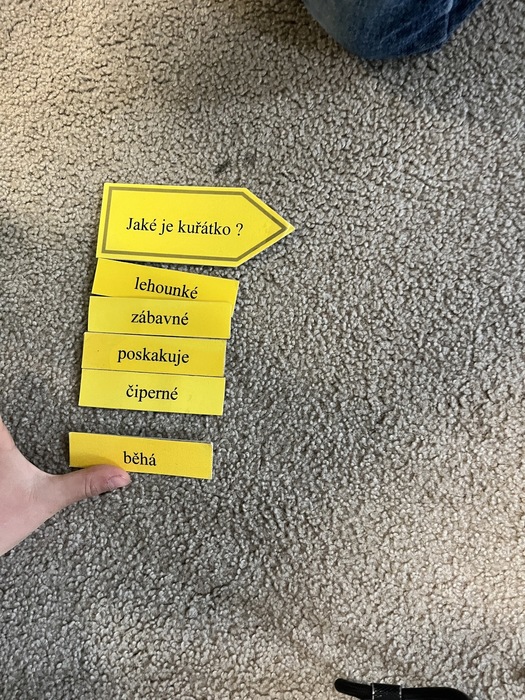 Jaké je kuřátko ?
lehounké
zábavné
poskakuje
čiperné
běhá